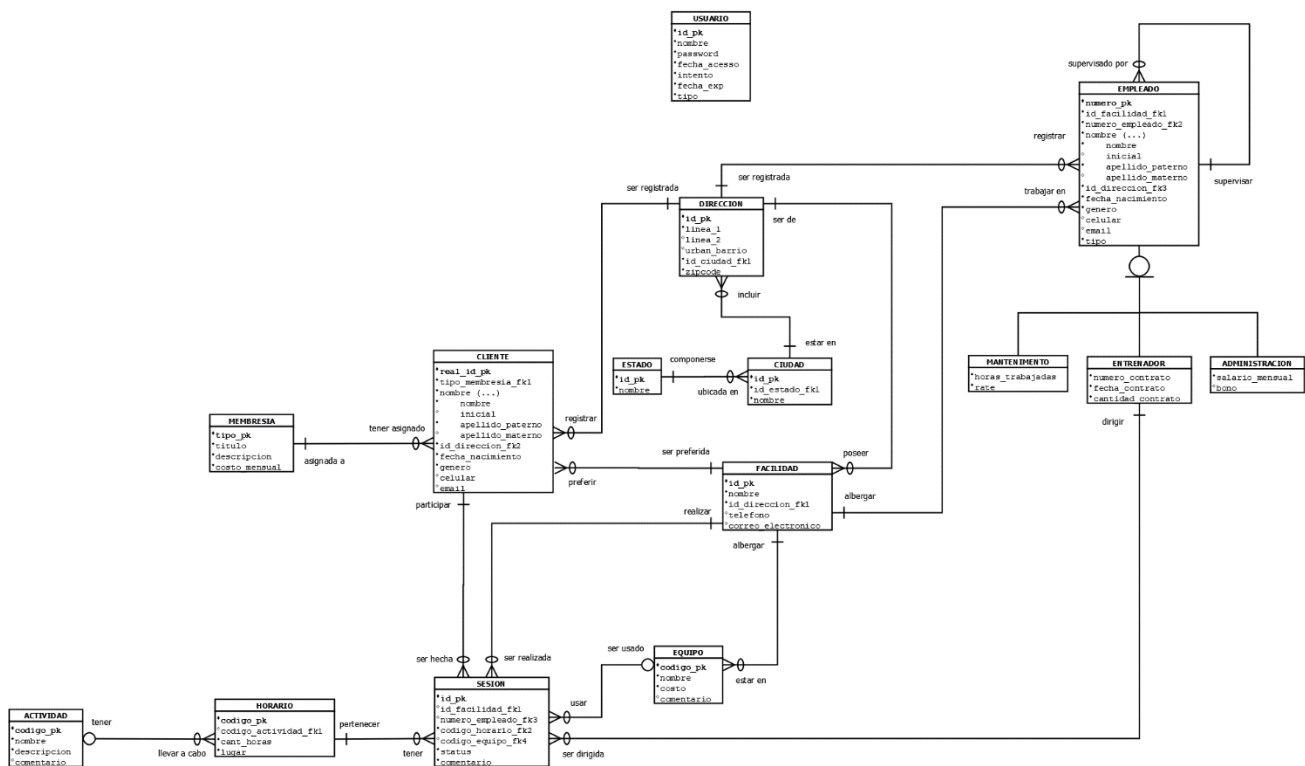 USUARIO
*id_pk
*nombre
*password
*fecha_acesso
*intento
*fecha_exp
*tipo
supervisado por
EMPLEADO
*numero_pk
*id_facilidad_fk1
*numero_empleado_fk2
*nombre (...)
* nombre
° inicial
* apellido_paterno
° apellido_materno
*id_direccion_fk3
*fecha_nacimiento
*genero
°celular
°email
*tipo
registrar
trabajar en
supervisar
ser registrada
ser registrada
DIRECCION
*id_pk
*linea_1
°linea_2
°urban_barrio
*id_ciudad_fk1
*zipcode
ser de
incluir
estar en
ESTADO
*id_pk
*nombre
componerse
ubicada en
CIUDAD
*id_pk
*id_estado_fk1
*nombre
MANTENIMIENTO
*horas_trabajadas
*rate
ENTRENADOR
*numero_contrato
*fecha_contrato
*cantidad_contrato
ADMINISTRACION
*salario_mensual
°bono
dirigir
CLIENTE
*real_id_pk
*tipo_membresia_fk1
*nombre (...)
* nombre
° inicial
* apellido_paterno
° apellido_materno
*id_direccion_fk2
*fecha_nacimiento
*genero
°celular
°email
registrar
preferir
participar
MEMBRESIA
*tipo_pk
*titulo
*descripcion
*costo_mensual
tener asignado
asignada a
ser preferida
poseer
FACILIDAD
*id_pk
*nombre
*id_direccion_fk1
°telefono
°correo_electronico
albergar
realizar
albergar
EQUIPO
*codigo_pk
*nombre
*costo
°comentario
ser usado
estar en
ser hecha
ser realizada
SESION
*id_pk
*id_facilidad_fk1
*numero_empleado_fk3
*codigo_horario_fk2
°codigo_equipo_fk4
*status
°comentario
usar
ser dirigida
HORARIO
*codigo_pk
°codigo_actividad_fk1
*cant_horas
*lugar
pertenecer
tener
ACTIVIDAD
*codigo_pk
*nombre
*descripcion
°comentario
tener
llevar a cabo